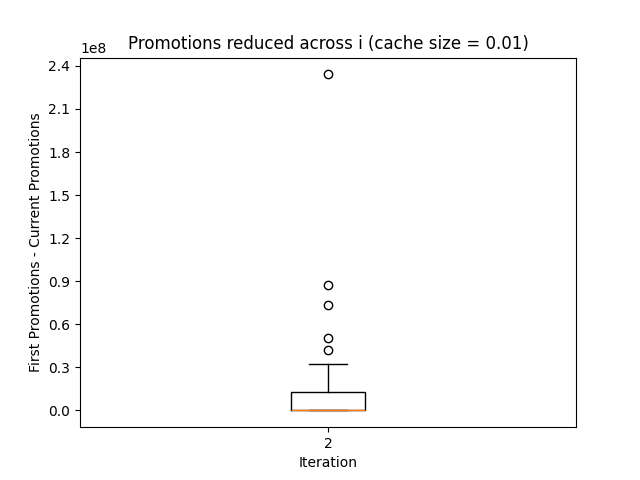 Promotions reduced across i (cache size = 0.01)
1e8
2.4
2.1
1.8
1.5
1.2
0.9
0.6
0.3
0.0
First Promotions - Current Promotions
2
Iteration